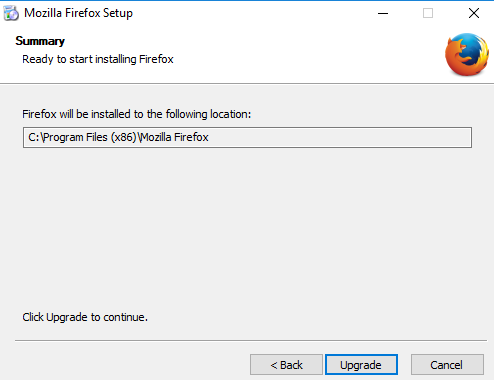 Mozilla Firefox Setup
Summary
Ready to start installing Firefox
Firefox will be installed to the following location:
C:\Program Files (x86)\Mozilla Firefox
Click Upgrade to continue.
< Back Upgrade Cancel